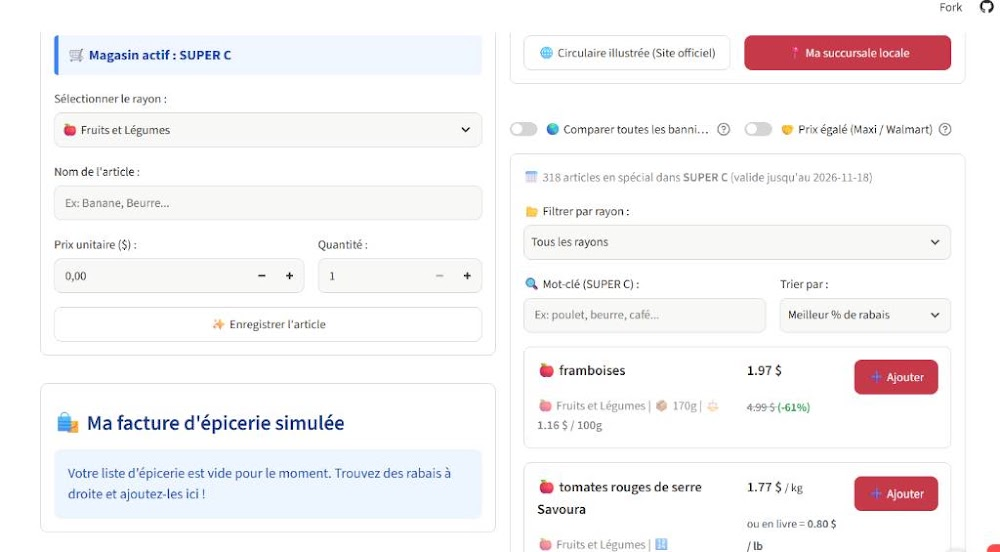 Fork
Magasin actif : SUPER C
Sélectionner le rayon :
Fruits et Légumes
Nom de l'article :
Ex: Banane, Beurre...
Prix unitaire ($) :
Quantité :
0,00
1
Enregistrer l'article
Ma facture d'épicerie simulée
Votre liste d'épicerie est vide pour le moment. Trouvez des rabais à
droite et ajoutez-les ici !
Circulaire illustrée (Site officiel)
Ma succursale locale
Comparer toutes les banni...
Prix égalé (Maxi / Walmart)
318 articles en spécial dans SUPER C (valide jusqu'au 2026-11-18)
Filtrer par rayon :
Tous les rayons
Mot-clé (SUPER C) :
Trier par :
Ex: poulet, beurre, café...
Meilleur % de rabais
framboises
1.97 $
Ajouter
Fruits et Légumes | 170g |
1.16 $ / 100g
4.99 $ (-61%)
tomates rouges de serre
Savoura
1.77 $ / kg
Ajouter
ou en livre = 0.80 $
/ lb
Fruits et Légumes |